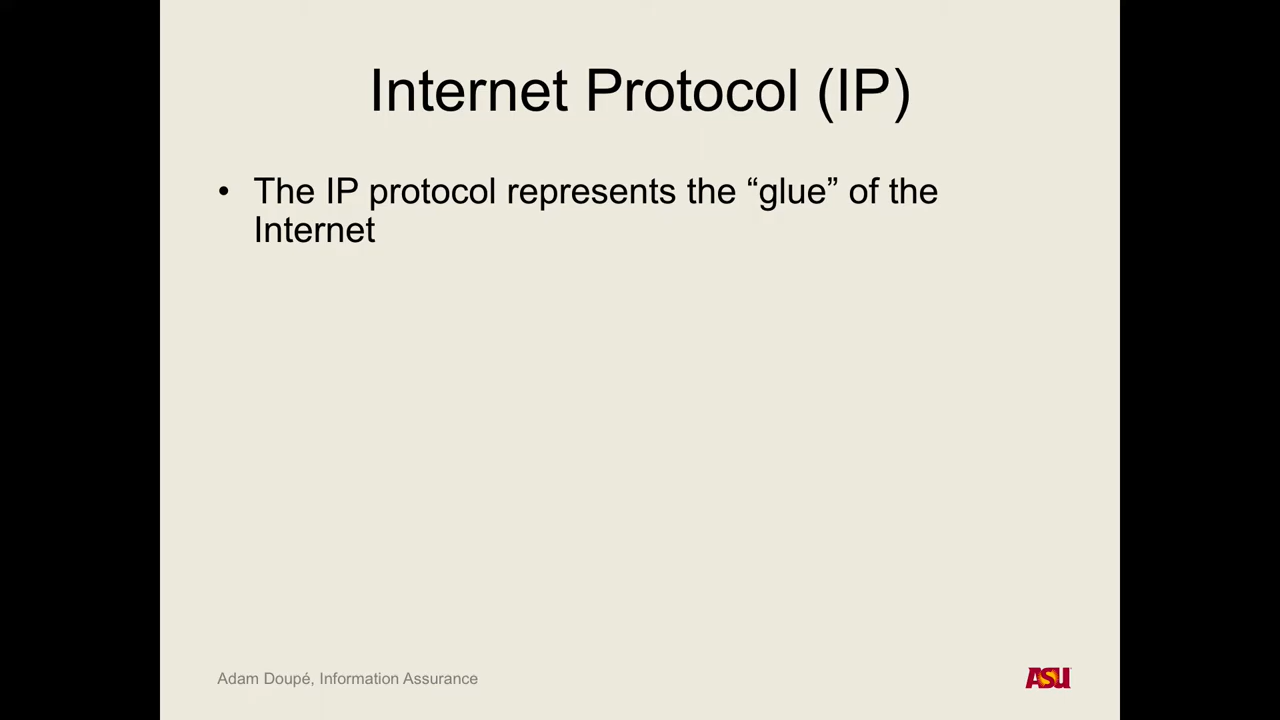 Internet Protocol (IP)
• The IP protocol represents the “glue” of the
Internet
Adam Doupé, Information Assurance
ASU